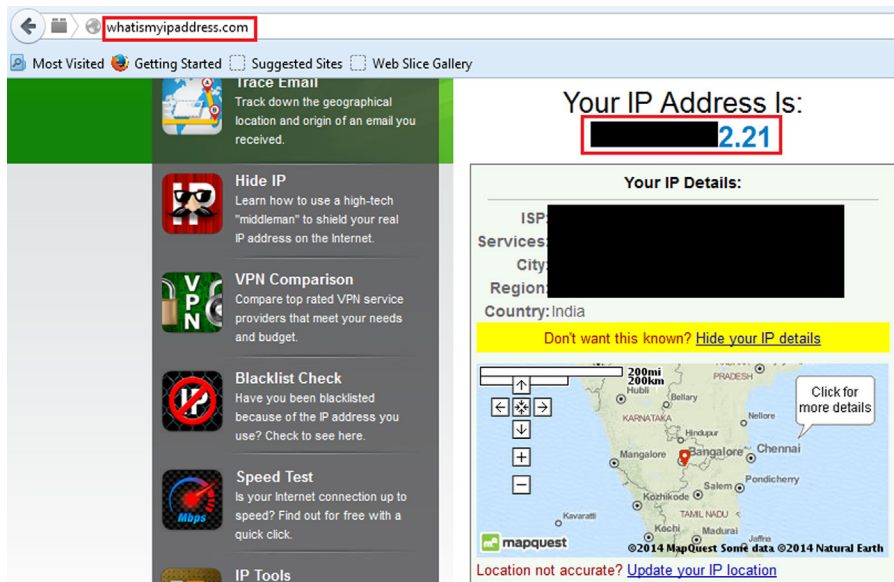 whatismyipaddress.com
Most Visited Getting Started Suggested Sites Web Slice Gallery
Trace Email
Track down the geographical
location and origin of an email you
received.
Hide IP
Learn how to use a high-tech
"middleman" to shield your real
IP address on the Internet.
VPN Comparison
Compare top rated VPN service
providers that meet your needs
and budget.
Blacklist Check
Have you been blacklisted
because of the IP address you
use? Check to see here.
Speed Test
Is your Internet connection up to
speed? Find out for free with a
quick click.
IP Tools
IP
VPN
IP
Mbps
Your IP Address Is:
2.21
Your IP Details:
ISP:
Services:
City:
Region:
Country: India
Don't want this known? Hide your IP details
200mi
200km
PRADESH
Click for
more details
Hubli
Bellary
KARNATAKA
Nellore
Hindupur
Mangalore
Bangalore
Chennai
Kozhikode
Salem
Pondicherry
Kavaratti
TAMIL NADU
Kochi
Madurai
Jaffna
mapquest
©2014 MapQuest Some data ©2014 Natural Earth
Location not accurate? Update your IP location